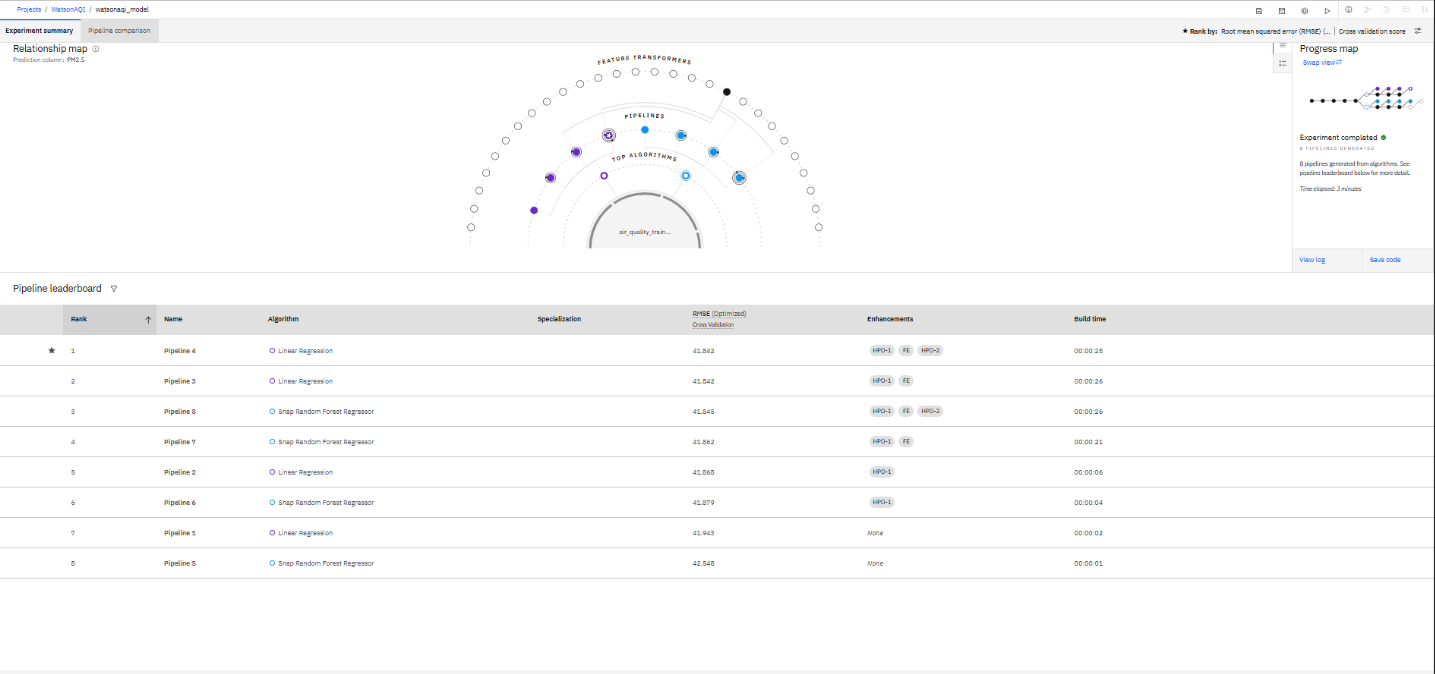 Projects / WatsonAQI / watsonaqi_model
Experiment summary Pipeline comparison
★ Rank by: Root mean squared error (RMSE) (... | Cross validation score
Relationship map
Prediction column: PM2.5
FEATURE TRANSFORMERS
PIPELINES
TOP ALGORITHMS
air_quality_train...
Progress map
Swap view
Experiment completed
8 PIPELINES GENERATED
8 pipelines generated from algorithms. See
pipeline leaderboard below for more detail.
Time elapsed: 3 minutes
View log Save code
Pipeline leaderboard
Rank ↑ Name Algorithm Specialization RMSE (Optimized) Enhancements Build time
Cross Validation
★ 1 Pipeline 4 Linear Regression 41.842 HPO-1 FE HPO-2 00:00:28
2 Pipeline 3 Linear Regression 41.842 HPO-1 FE 00:00:26
3 Pipeline 8 Snap Random Forest Regressor 41.845 HPO-1 FE HPO-2 00:00:26
4 Pipeline 7 Snap Random Forest Regressor 41.862 HPO-1 FE 00:00:21
5 Pipeline 2 Linear Regression 41.868 HPO-1 00:00:06
6 Pipeline 6 Snap Random Forest Regressor 41.879 HPO-1 00:00:04
7 Pipeline 1 Linear Regression 41.943 None 00:00:02
8 Pipeline 5 Snap Random Forest Regressor 42.548 None 00:00:01